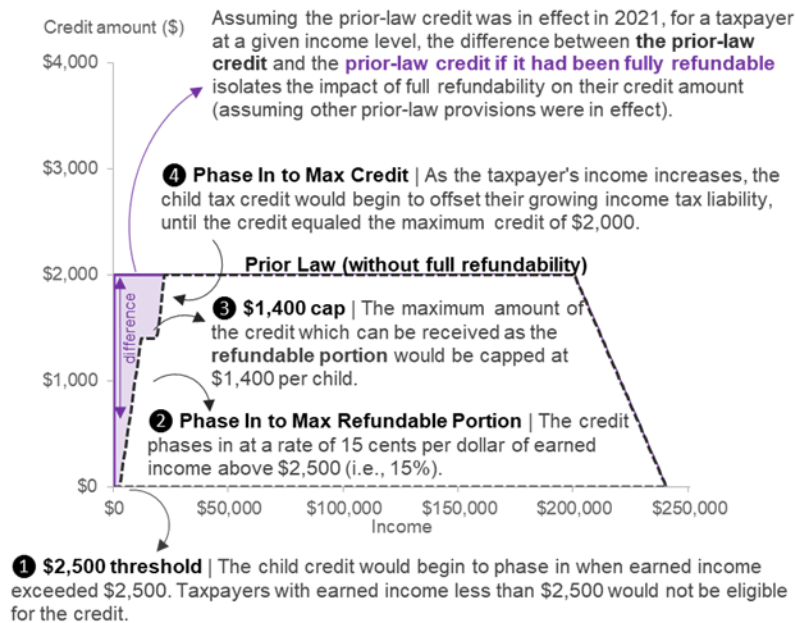 Credit amount ($)
Assuming the prior-law credit was in effect in 2021, for a taxpayer
at a given income level, the difference between the prior-law
credit and the prior-law credit if it had been fully refundable
isolates the impact of full refundability on their credit amount
(assuming other prior-law provisions were in effect).
$4,000
$3,000
4 Phase In to Max Credit | As the taxpayer's income increases, the
child tax credit would begin to offset their growing income tax liability,
until the credit equaled the maximum credit of $2,000.
Prior Law (without full refundability)
$2,000
difference
3 $1,400 cap | The maximum amount of
the credit which can be received as the
refundable portion would be capped at
$1,400 per child.
$1,000
2 Phase In to Max Refundable Portion | The credit
phases in at a rate of 15 cents per dollar of earned
income above $2,500 (i.e., 15%).
$0
$0 $50,000 $100,000 $150,000 $200,000 $250,000
Income
1 $2,500 threshold | The child credit would begin to phase in when earned income
exceeded $2,500. Taxpayers with earned income less than $2,500 would not be eligible
for the credit.